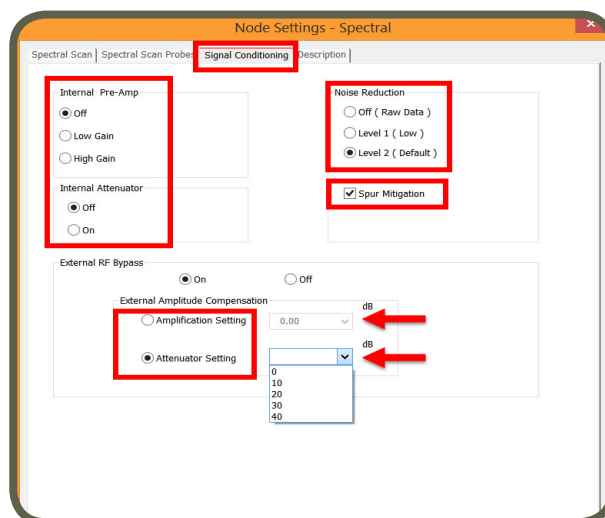 Node Settings - Spectral
Spectral Scan Spectral Scan Probes Signal Conditioning Description
Internal Pre-Amp
Off
Low Gain
High Gain
Internal Attenuator
Off
On
Noise Reduction
Off ( Raw Data )
Level 1 ( Low )
Level 2 ( Default )
Spur Mitigation
External RF Bypass
On Off
External Amplitude Compensation
dB
Amplification Setting 0.00
dB
Attenuator Setting
0
10
20
30
40